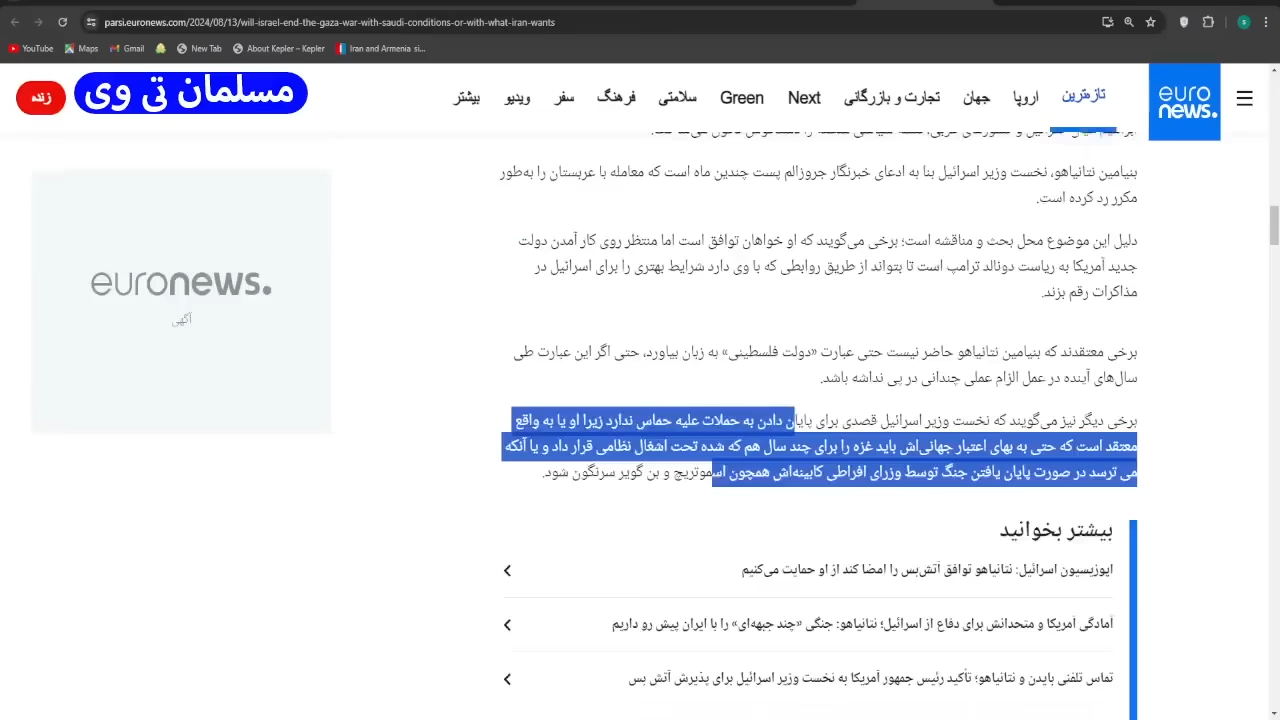 parsi.euronews.com/2024/08/13/will-israel-end-the-gaza-war-with-saudi-conditions-or-with-what-iran-wants
YouTube Maps Gmail New Tab About Kepler – Kepler Iran and Armenia si...
زنده
مسلمان تی وی
تازه‌ترین اروپا جهان تجارت و بازرگانی Next Green سلامتی فرهنگ سفر ویدیو بیشتر
euro
news.
بنیامین نتانیاهو، نخست وزیر اسرائیل بنا به ادعای خبرنگار جروزالم پست چندین ماه است که معامله با عربستان را به‌طور
مکرر رد کرده است.
دلیل این موضوع محل بحث و مناقشه است؛ برخی می‌گویند که او خواهان توافق است اما منتظر روی کار آمدن دولت
جدید آمریکا به ریاست دونالد ترامپ است تا بتواند از طریق روابطی که با وی دارد شرایط بهتری را برای اسرائیل در
مذاکرات رقم بزند.
euronews.
آگهی
برخی معتقدند که بنیامین نتانیاهو حاضر نیست حتی عبارت «دولت فلسطینی» به زبان بیاورد، حتی اگر این عبارت طی
سال‌های آینده در عمل الزام عملی چندانی در پی نداشه باشد.
برخی دیگر نیز می‌گویند که نخست وزیر اسرائیل قصدی برای پایان دادن به حملات علیه حماس ندارد زیرا او یا به واقع
معتقد است که حتی به بهای اعتبار جهانی‌اش باید غزه را برای چند سال هم که شده تحت اشغال نظامی قرار داد و یا آنکه
می ترسد در صورت پایان یافتن جنگ توسط وزرای افراطی کابینه‌اش همچون اسموتریچ و بن گویر سرنگون شود.
بیشتر بخوانید
اپوزیسیون اسرائیل: نتانیاهو توافق آتش‌بس را امضا کند از او حمایت می‌کنیم
آمادگی آمریکا و متحدانش برای دفاع از اسرائیل؛ نتانیاهو: جنگی «چند جبهه‌ای» را با ایران پیش رو داریم
تماس تلفنی بایدن و نتانیاهو؛ تأکید رئیس جمهور آمریکا به نخست وزیر اسرائیل برای پذیرش آتش بس